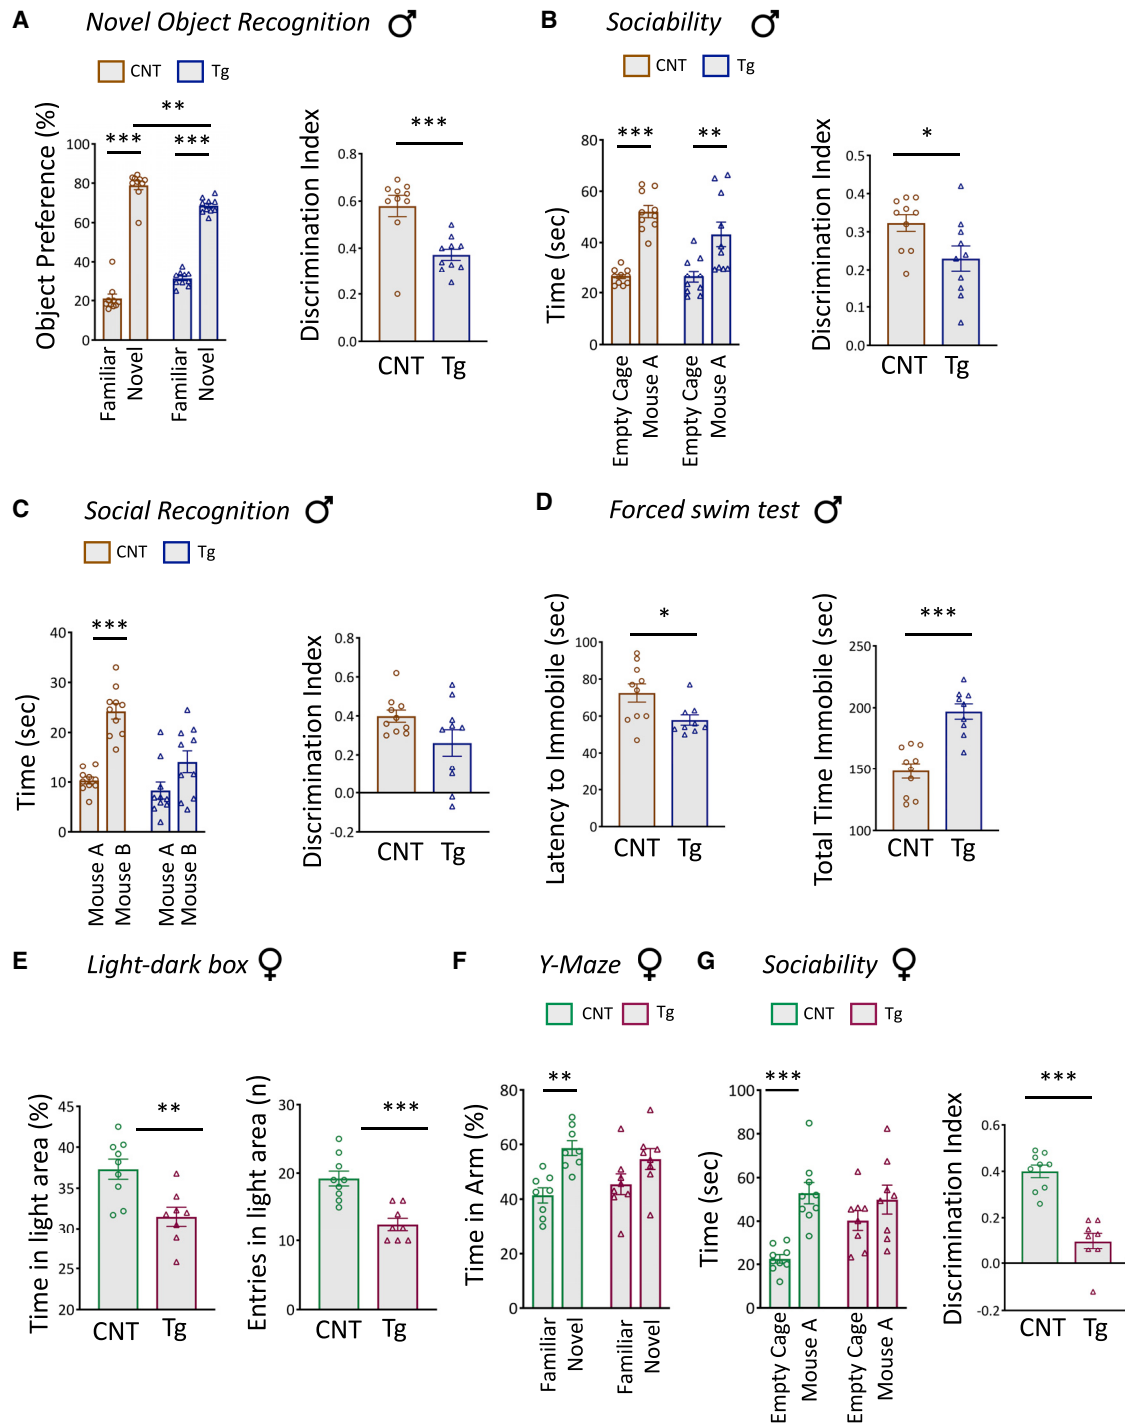 A Novel Object Recognition ♂
CNT Tg
Object Preference (%)
100
80
60
40
20
0
***
**
***
Familiar
Novel
Familiar
Novel
Discrimination Index
0.8
0.6
0.4
0.2
0.0
***
CNT Tg
B Sociability ♂
CNT Tg
Time (sec)
80
60
40
20
0
***
**
Empty Cage
Mouse A
Empty Cage
Mouse A
Discrimination Index
0.5
0.4
0.3
0.2
0.1
0.0
*
CNT Tg
C Social Recognition ♂
CNT Tg
Time (sec)
40
30
20
10
0
***
Mouse A
Mouse B
Mouse A
Mouse B
Discrimination Index
0.8
0.6
0.4
0.2
0.0
-0.2
CNT Tg
D Forced swim test ♂
Latency to Immobile (sec)
100
80
60
40
20
0
*
CNT Tg
Total Time Immobile (sec)
250
200
150
100
***
CNT Tg
E Light-dark box ♀
Time in light area (%)
45
40
35
30
25
20
**
CNT Tg
Entries in light area (n)
30
20
10
0
***
CNT Tg
F Y-Maze ♀
CNT Tg
Time in Arm (%)
80
60
40
20
0
**
Familiar
Novel
Familiar
Novel
G Sociability ♀
CNT Tg
Time (sec)
100
80
60
40
20
0
***
Empty Cage
Mouse A
Empty Cage
Mouse A
Discrimination Index
0.6
0.4
0.2
0.0
-0.2
***
CNT Tg